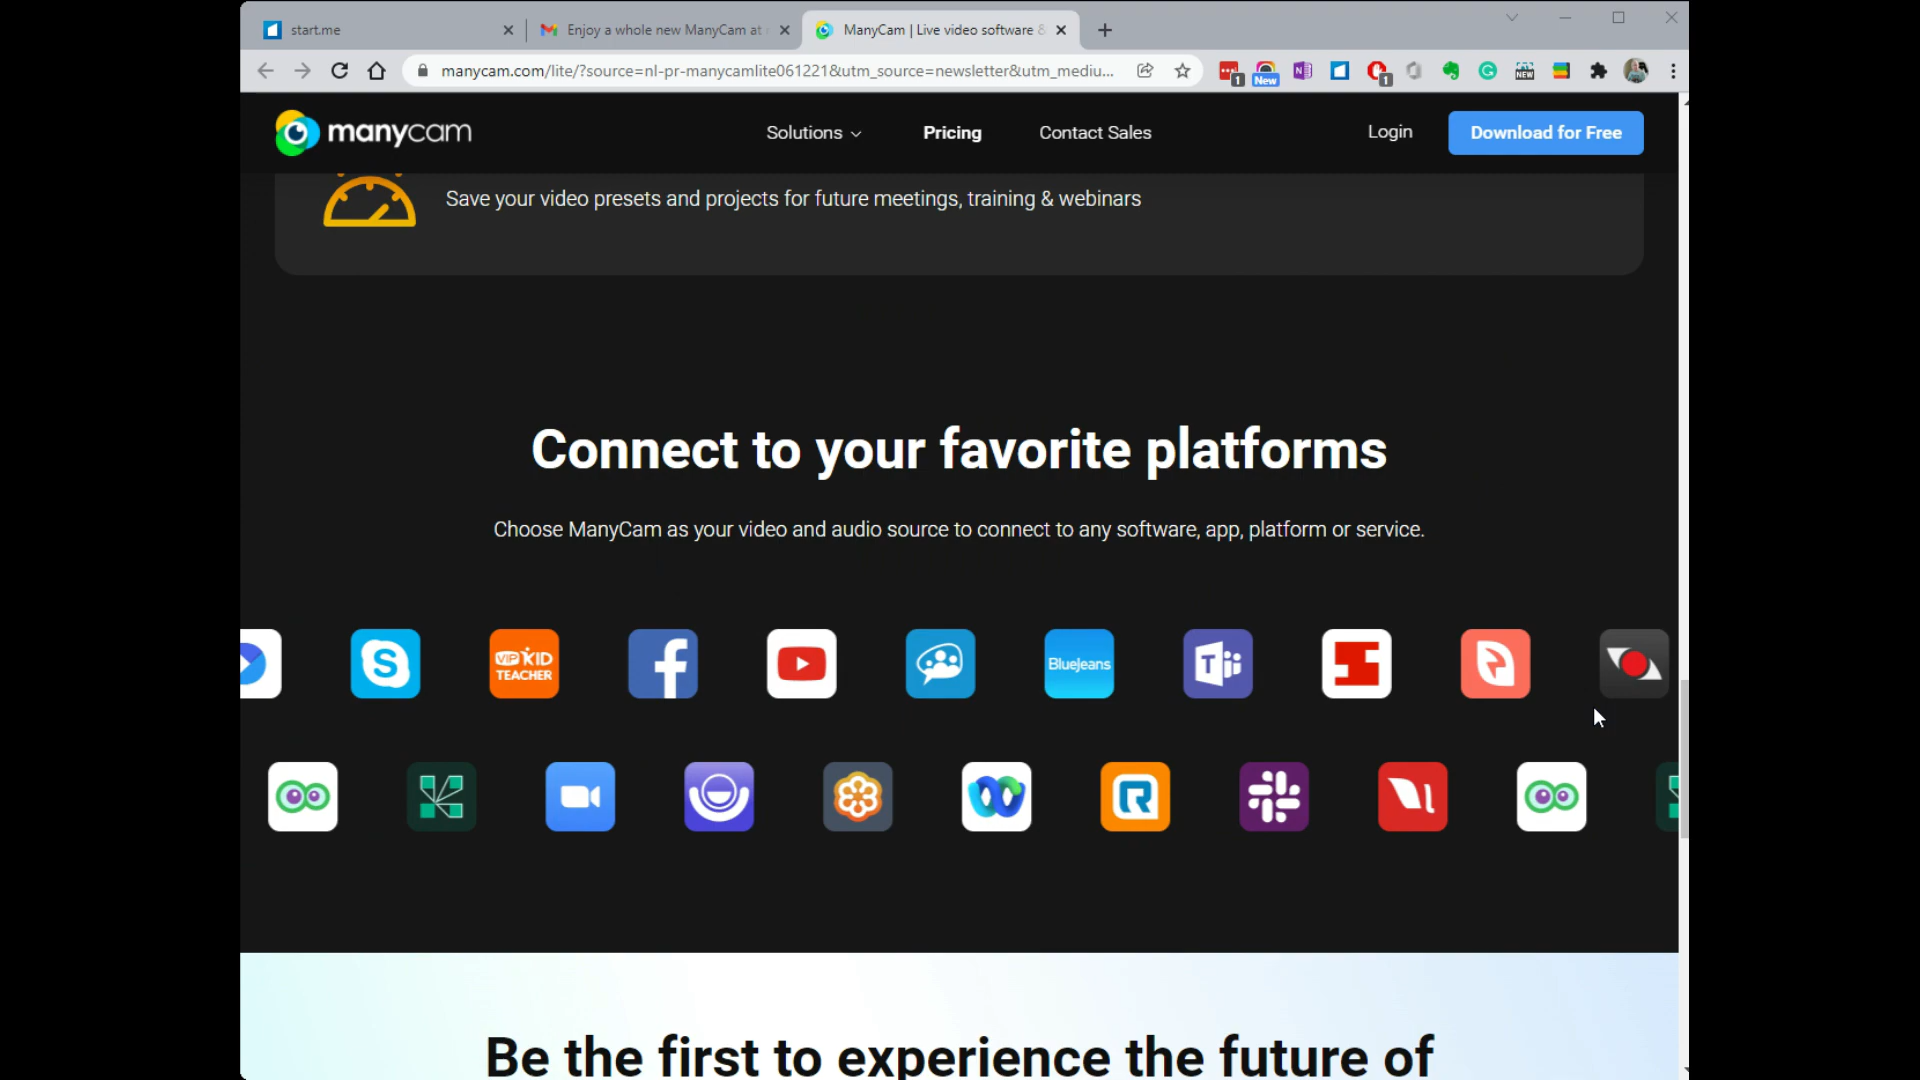 start.me
Enjoy a whole new ManyCam at
ManyCam | Live video software &
manycam.com/lite/?source=nl-pr-manycamlite061221&utm_source=newsletter&utm_mediu...
1
New
N
1
NEW
manycam
Solutions
Pricing
Contact Sales
Login
Download for Free
Save your video presets and projects for future meetings, training & webinars
Connect to your favorite platforms
Choose ManyCam as your video and audio source to connect to any software, app, platform or service.
S
VIPKID
TEACHER
f
BlueJeans
T
R
Be the first to experience the future of